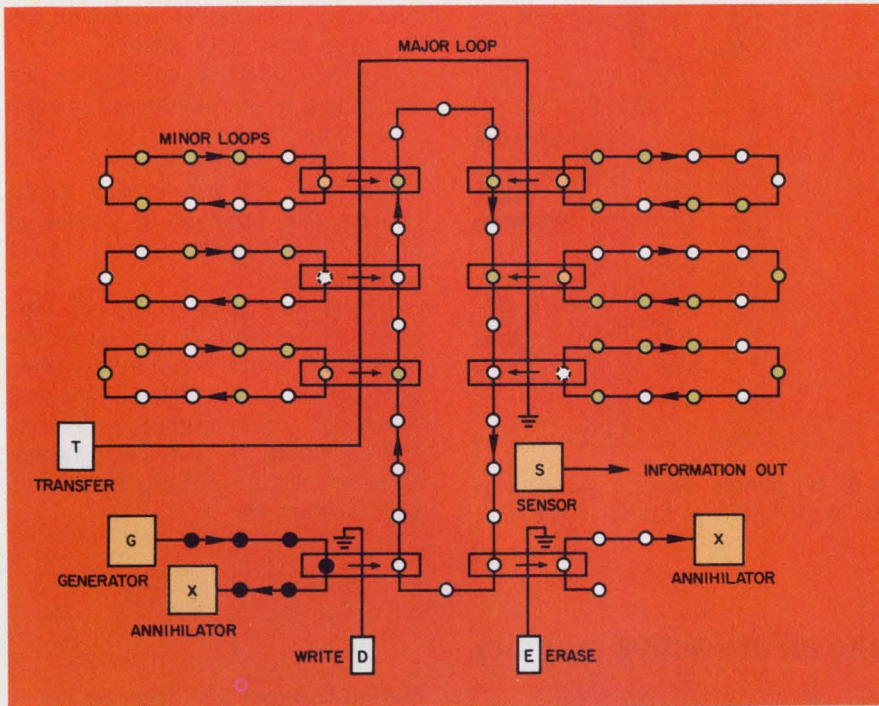 MAJOR LOOP
MINOR LOOPS
T
TRANSFER
S
INFORMATION OUT
SENSOR
G
GENERATOR
X
ANNIHILATOR
X
ANNIHILATOR
WRITE D
E ERASE